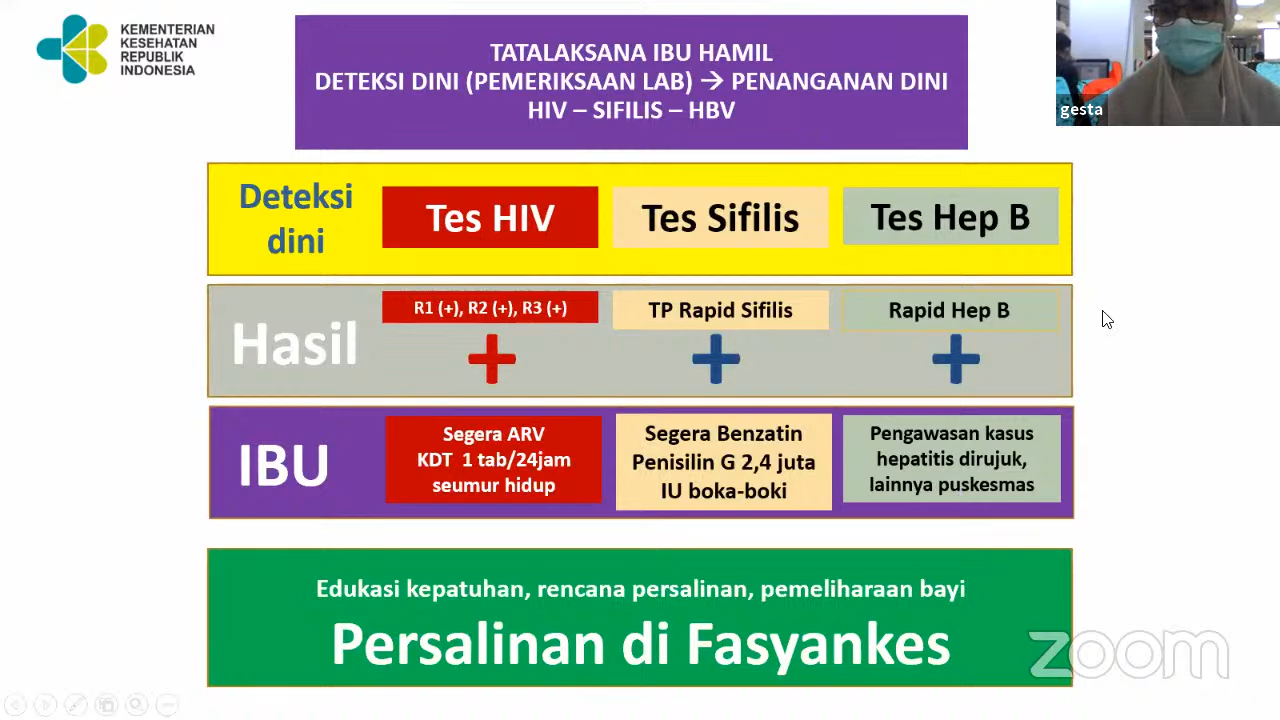 KEMENTERIAN
KESEHATAN
REPUBLIK
INDONESIA
TATALAKSANA IBU HAMIL
DETEKSI DINI (PEMERIKSAAN LAB) → PENANGANAN DINI
HIV – SIFILIS – HBV
gesta
Deteksi
dini
Tes HIV
Tes Sifilis
Tes Hep B
Hasil
R1 (+), R2 (+), R3 (+)
+
TP Rapid Sifilis
+
Rapid Hep B
+
IBU
Segera ARV
KDT 1 tab/24jam
seumur hidup
Segera Benzatin
Penisilin G 2,4 juta
IU boka-boki
Pengawasan kasus
hepatitis dirujuk,
lainnya puskesmas
Edukasi kepatuhan, rencana persalinan, pemeliharaan bayi
Persalinan di Fasyankes
zoom